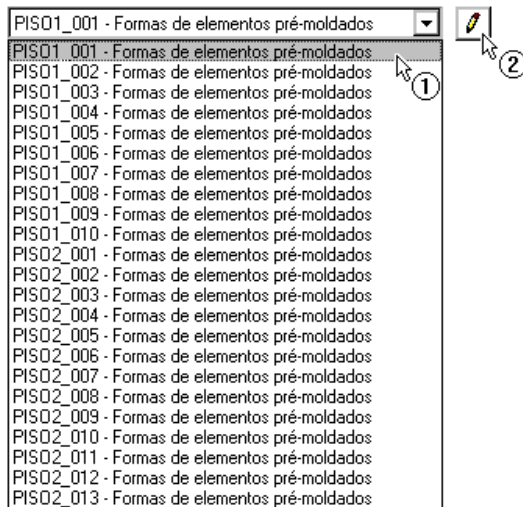 PISO1_001 - Formas de elementos pré-moldados
PISO1_001 - Formas de elementos pré-moldados
PISO1_002 - Formas de elementos pré-moldados
PISO1_003 - Formas de elementos pré-moldados
PISO1_004 - Formas de elementos pré-moldados
PISO1_005 - Formas de elementos pré-moldados
PISO1_006 - Formas de elementos pré-moldados
PISO1_007 - Formas de elementos pré-moldados
PISO1_008 - Formas de elementos pré-moldados
PISO1_009 - Formas de elementos pré-moldados
PISO1_010 - Formas de elementos pré-moldados
PISO2_001 - Formas de elementos pré-moldados
PISO2_002 - Formas de elementos pré-moldados
PISO2_003 - Formas de elementos pré-moldados
PISO2_004 - Formas de elementos pré-moldados
PISO2_005 - Formas de elementos pré-moldados
PISO2_006 - Formas de elementos pré-moldados
PISO2_007 - Formas de elementos pré-moldados
PISO2_008 - Formas de elementos pré-moldados
PISO2_009 - Formas de elementos pré-moldados
PISO2_010 - Formas de elementos pré-moldados
PISO2_011 - Formas de elementos pré-moldados
PISO2_012 - Formas de elementos pré-moldados
PISO2_013 - Formas de elementos pré-moldados
1
2